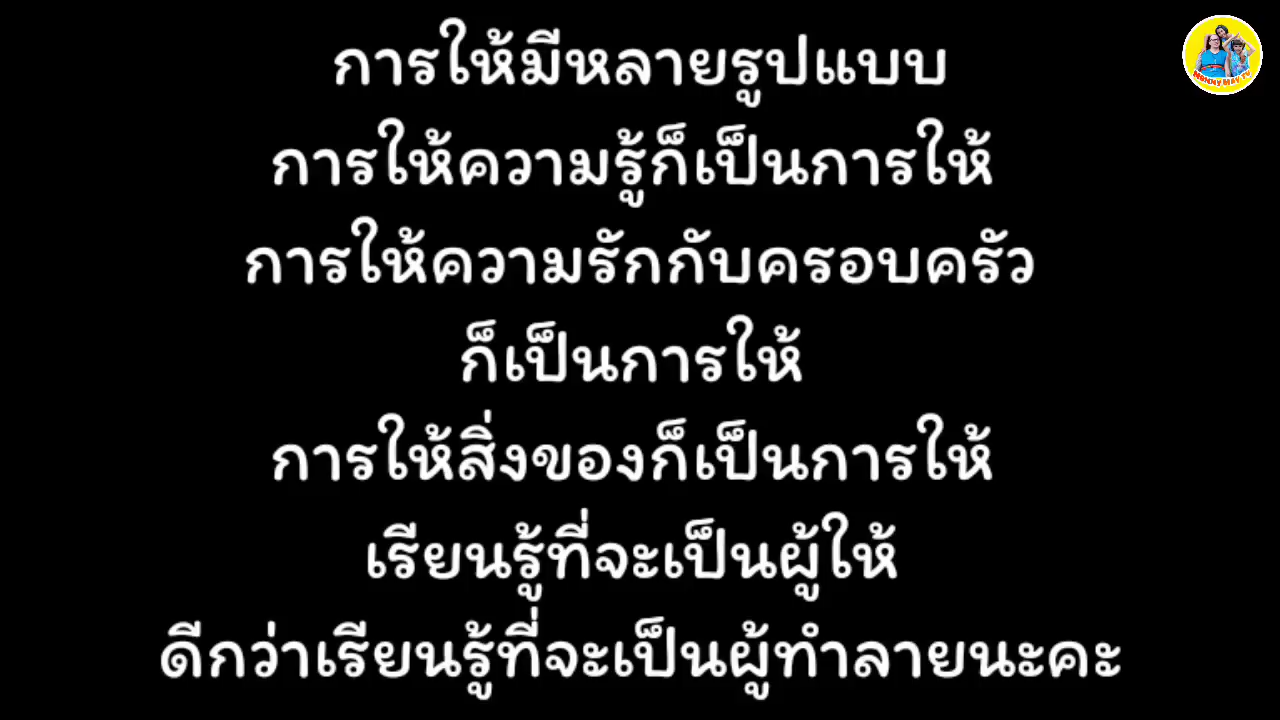 การให้มีหลายรูปแบบ
การให้ความรู้ก็เป็นการให้
การให้ความรักกับครอบครัว
ก็เป็นการให้
การให้สิ่งของก็เป็นการให้
เรียนรู้ที่จะเป็นผู้ให้
ดีกว่าเรียนรู้ที่จะเป็นผู้ทำลายนะคะ